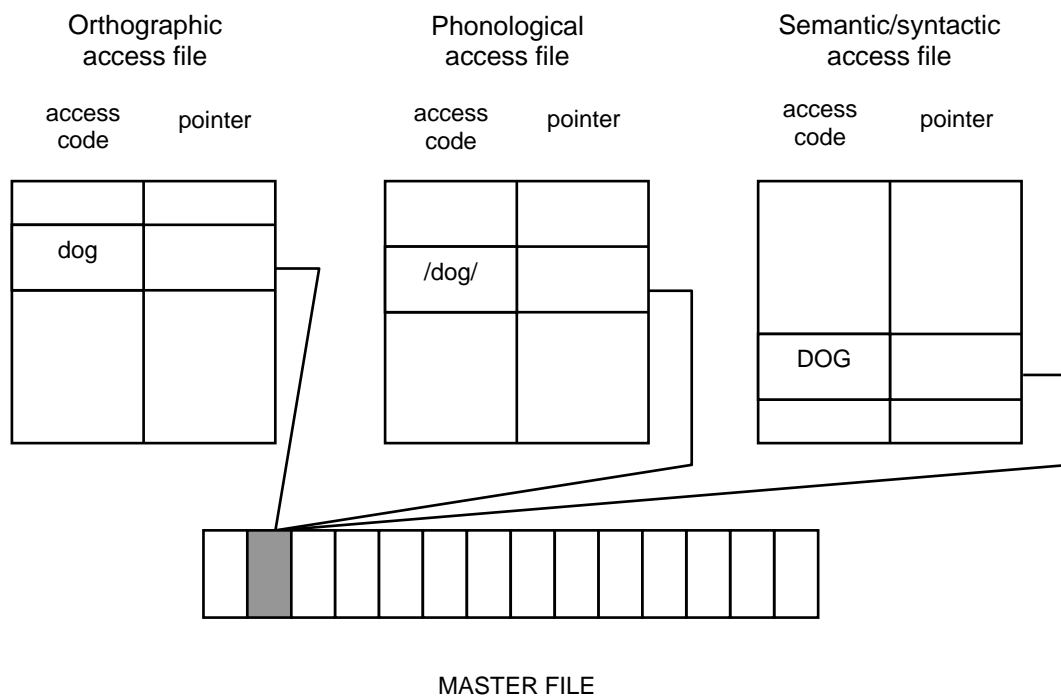 Orthographic
access file
Phonological
access file
Semantic/syntactic
access file
access
code
pointer
access
code
pointer
access
code
pointer
dog
/dog/
DOG
MASTER FILE